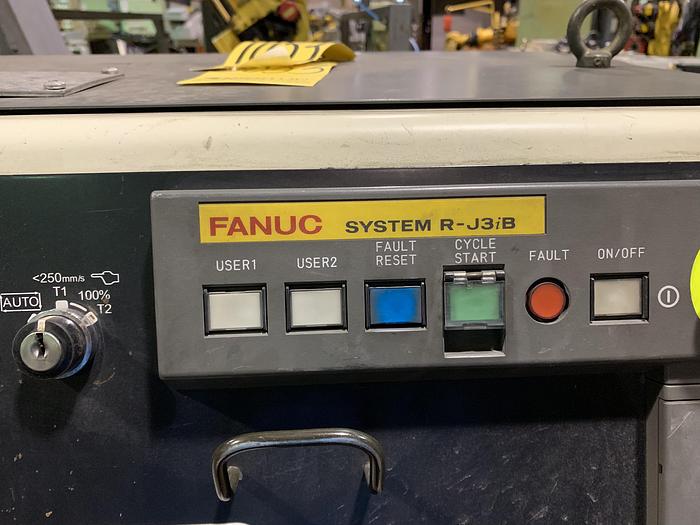 FANUC SYSTEM R-J3iB
USER1
USER2
FAULT
RESET
CYCLE
START
FAULT
ON/OFF
<250mm/s
AUTO
T1
100%
T2